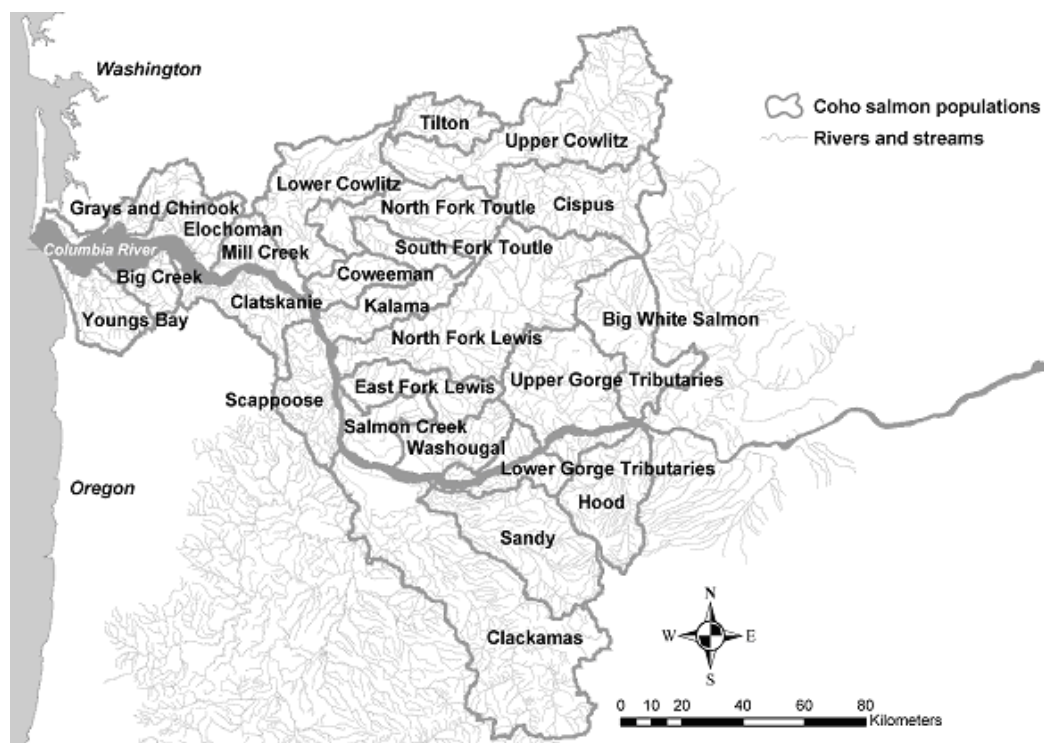 Washington
Coho salmon populations
Rivers and streams
Tilton
Upper Cowlitz
Lower Cowlitz
Cispus
North Fork Toutle
Grays and Chinook
Elochoman
South Fork Toutle
Columbia River
Mill Creek
Big Creek
Coweeman
Clatskanie
Kalama
Youngs Bay
Big White Salmon
North Fork Lewis
Upper Gorge Tributaries
East Fork Lewis
Scappoose
Salmon Creek
Washougal
Lower Gorge Tributaries
Oregon
Hood
Sandy
Clackamas
N
W E
S
0 10 20 40 60 80
Kilometers